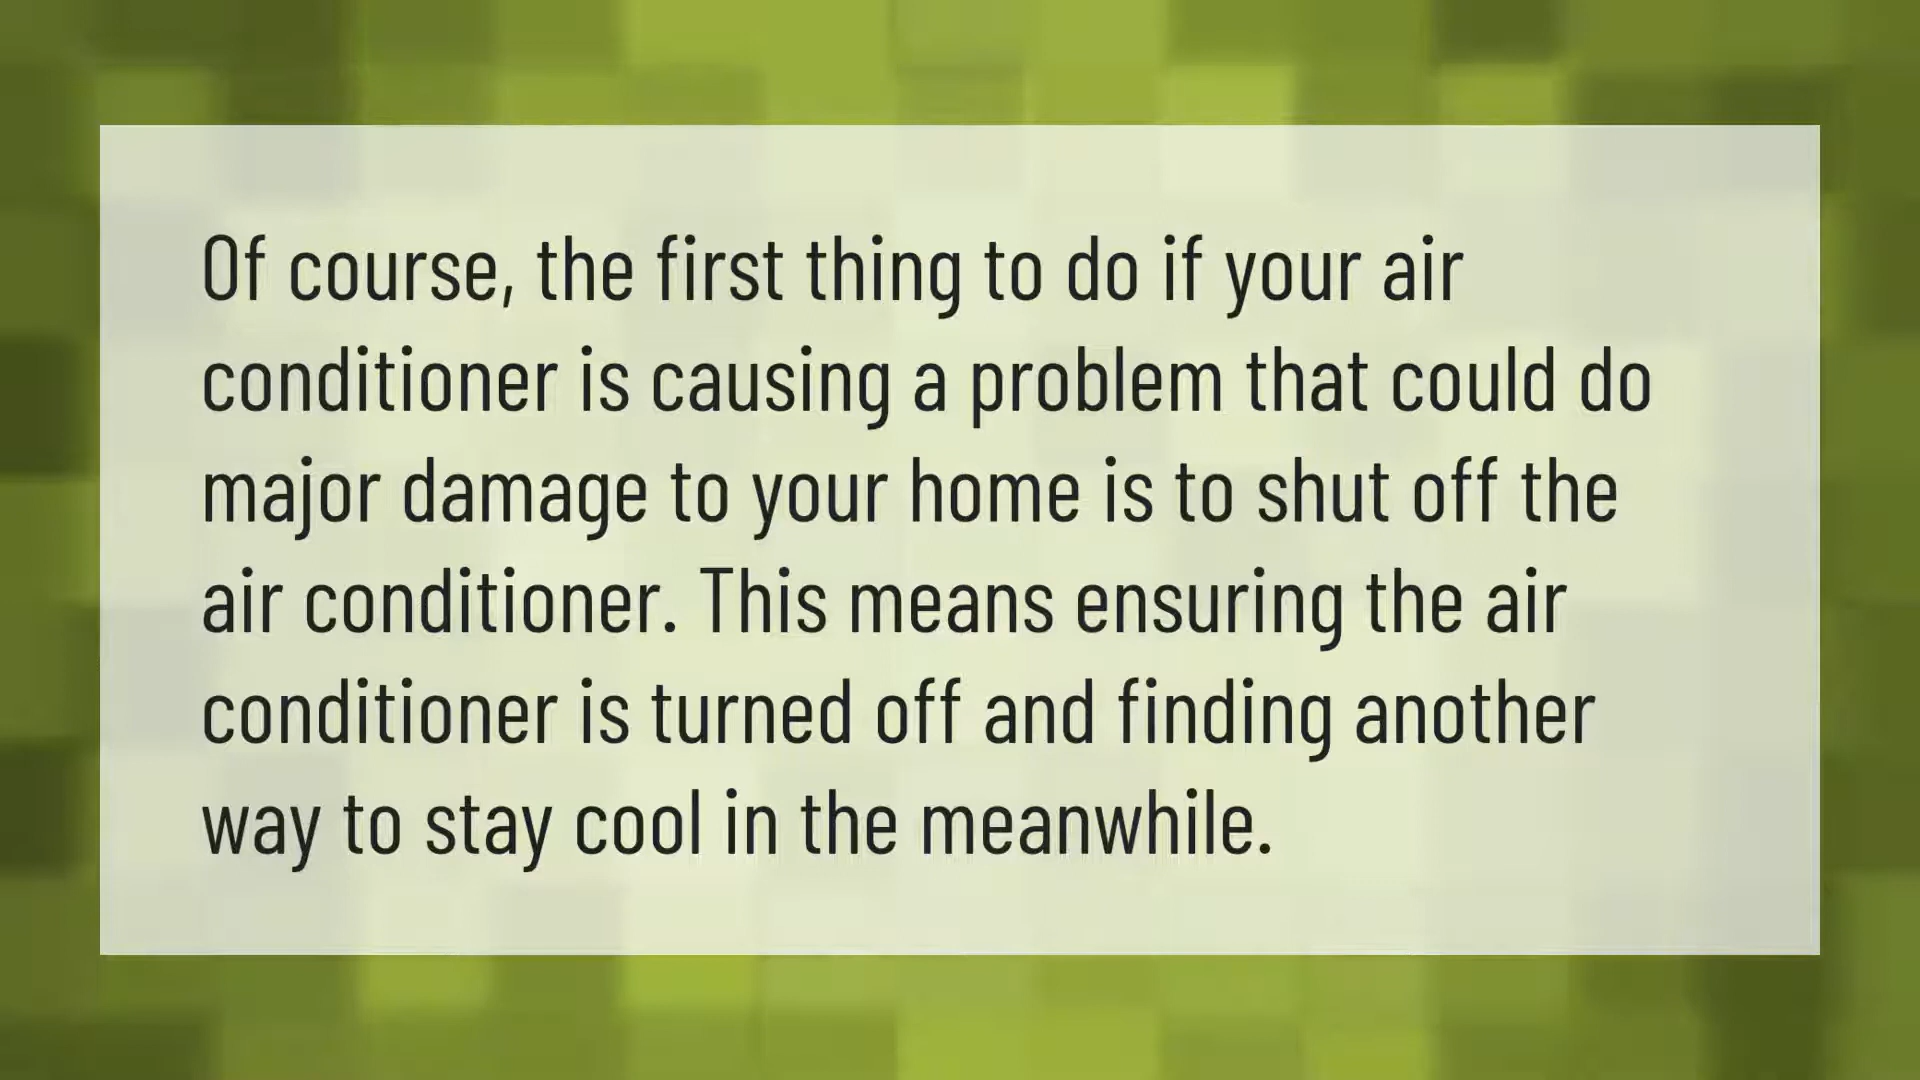 Of course, the first thing to do if your air
conditioner is causing a problem that could do
major damage to your home is to shut off the
air conditioner. This means ensuring the air
conditioner is turned off and finding another
way to stay cool in the meanwhile.